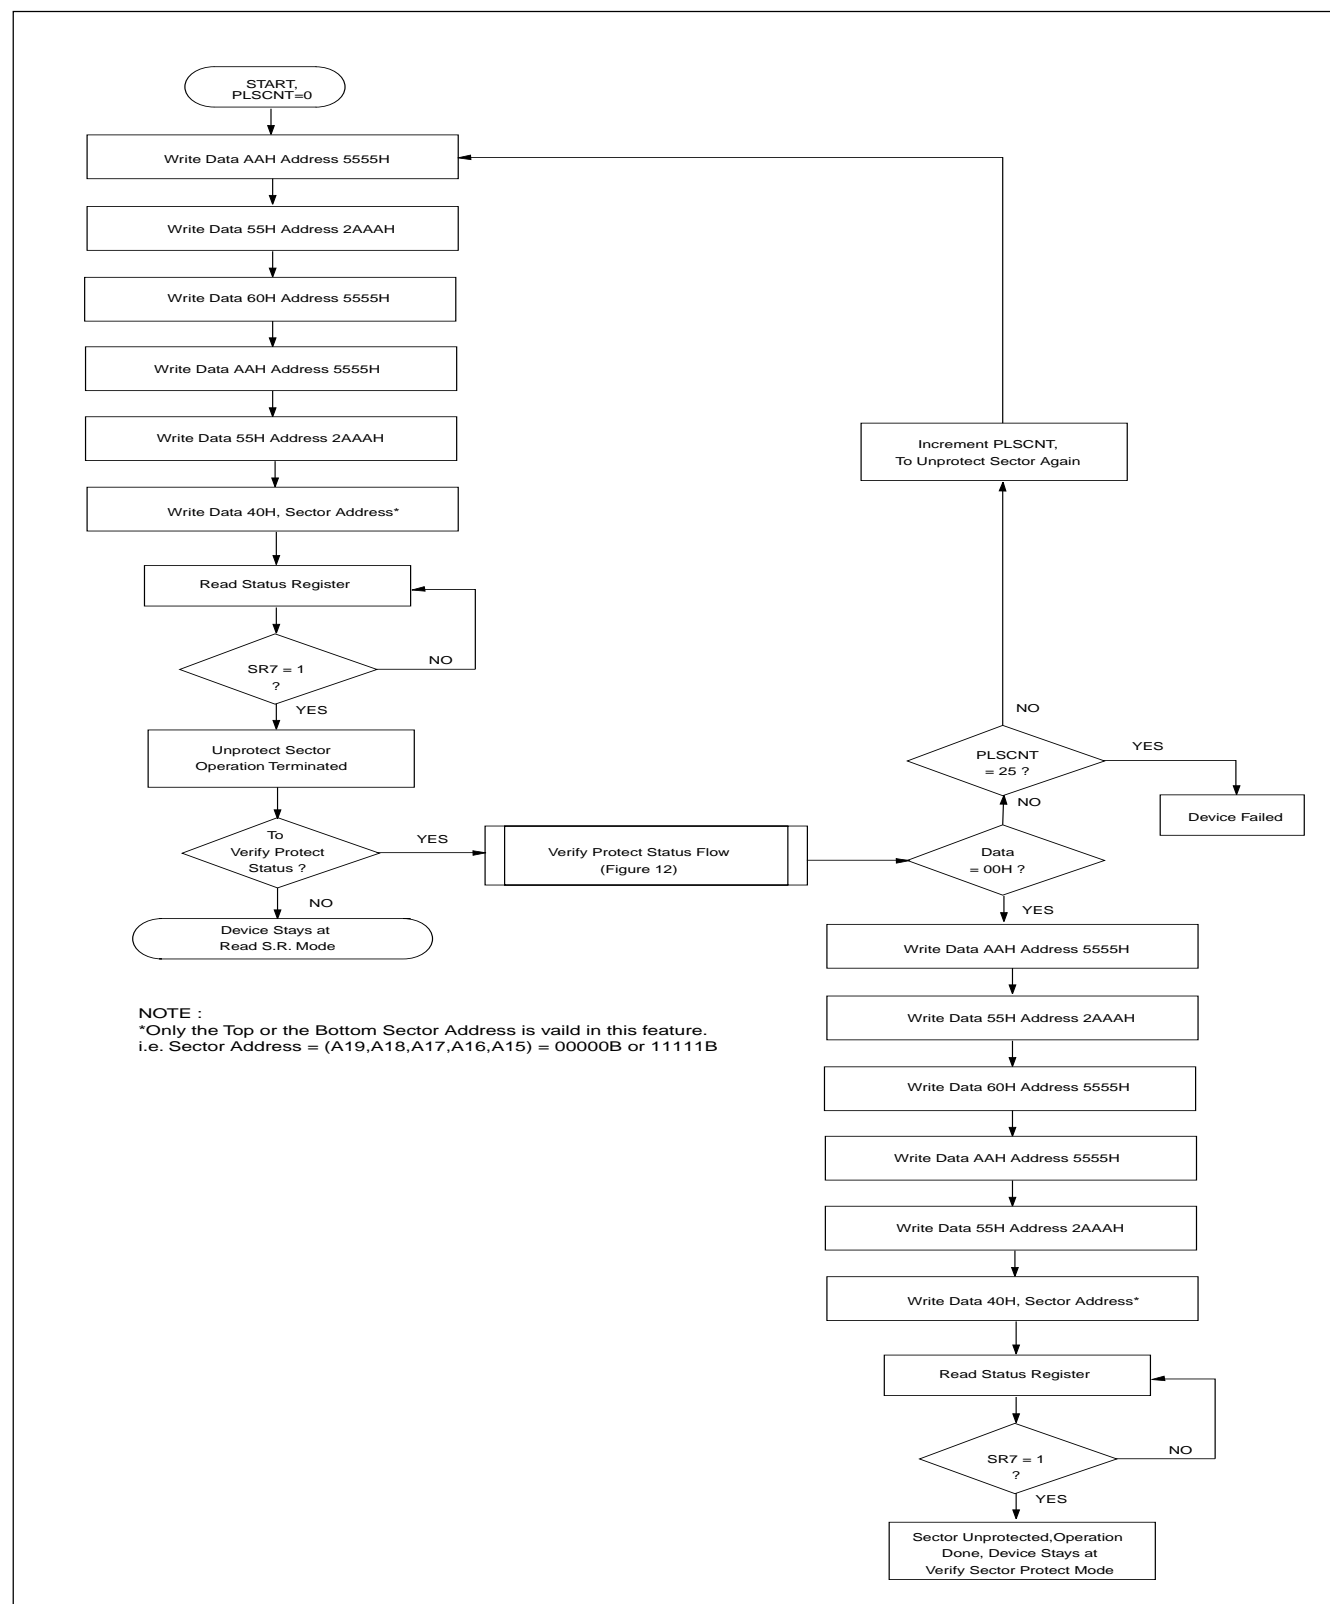 START,
PLSCNT=0
Write Data AAH Address 5555H
Write Data 55H Address 2AAAH
Write Data 60H Address 5555H
Write Data AAH Address 5555H
Write Data 55H Address 2AAAH
Write Data 40H, Sector Address*
Read Status Register
SR7 = 1
?
NO
YES
Unprotect Sector
Operation Terminated
To
Verify Protect
Status ?
YES
NO
Device Stays at
Read S.R. Mode
Verify Protect Status Flow
(Figure 12)
Increment PLSCNT,
To Unprotect Sector Again
NO
PLSCNT
= 25 ?
YES
Device Failed
NO
Data
= 00H ?
YES
Write Data AAH Address 5555H
Write Data 55H Address 2AAAH
Write Data 60H Address 5555H
Write Data AAH Address 5555H
Write Data 55H Address 2AAAH
Write Data 40H, Sector Address*
Read Status Register
SR7 = 1
?
NO
YES
Sector Unprotected,Operation
Done, Device Stays at
Verify Sector Protect Mode
NOTE :
*Only the Top or the Bottom Sector Address is vaild in this feature.
i.e. Sector Address = (A19,A18,A17,A16,A15) = 00000B or 11111B